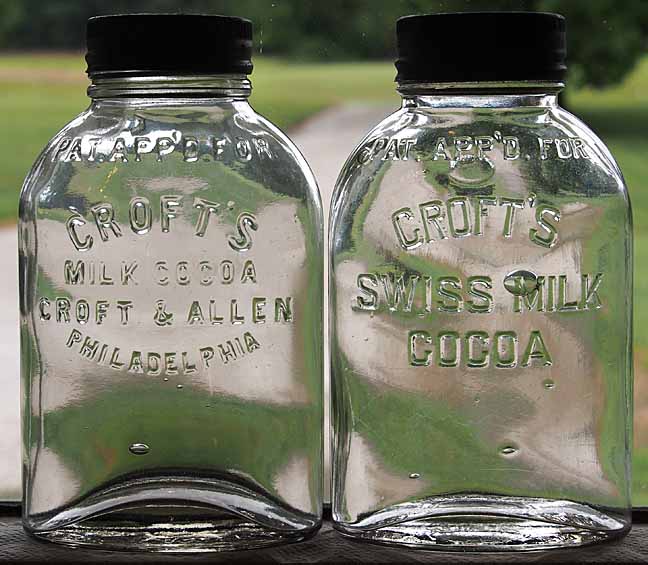 PAT. APP'D. FOR
CROFT'S
MILK COCOA
CROFT & ALLEN
PHILADELPHIA
PAT. APP'D. FOR
CROFT'S
SWISS MILK
COCOA